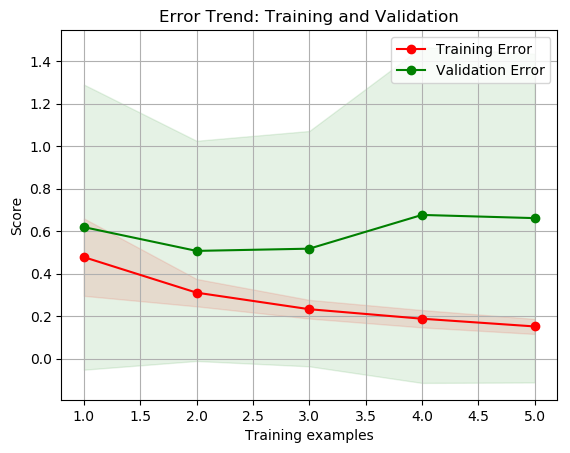 Error Trend: Training and Validation
Training Error
Validation Error
Score
1.4
1.2
1.0
0.8
0.6
0.4
0.2
0.0
1.0 1.5 2.0 2.5 3.0 3.5 4.0 4.5 5.0
Training examples